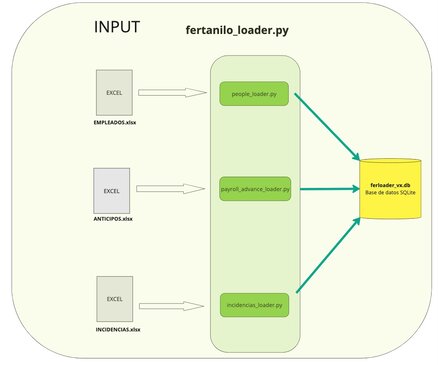 INPUT
fertanilo_loader.py
EXCEL
people_loader.py
EMPLEADOS.xlsx
EXCEL
payroll_advance_loader.py
ferloader_vx.db
Base de datos SQLite
ANTICIPOS.xlsx
EXCEL
incidencias_loader.py
INCIDENCIAS.xlsx